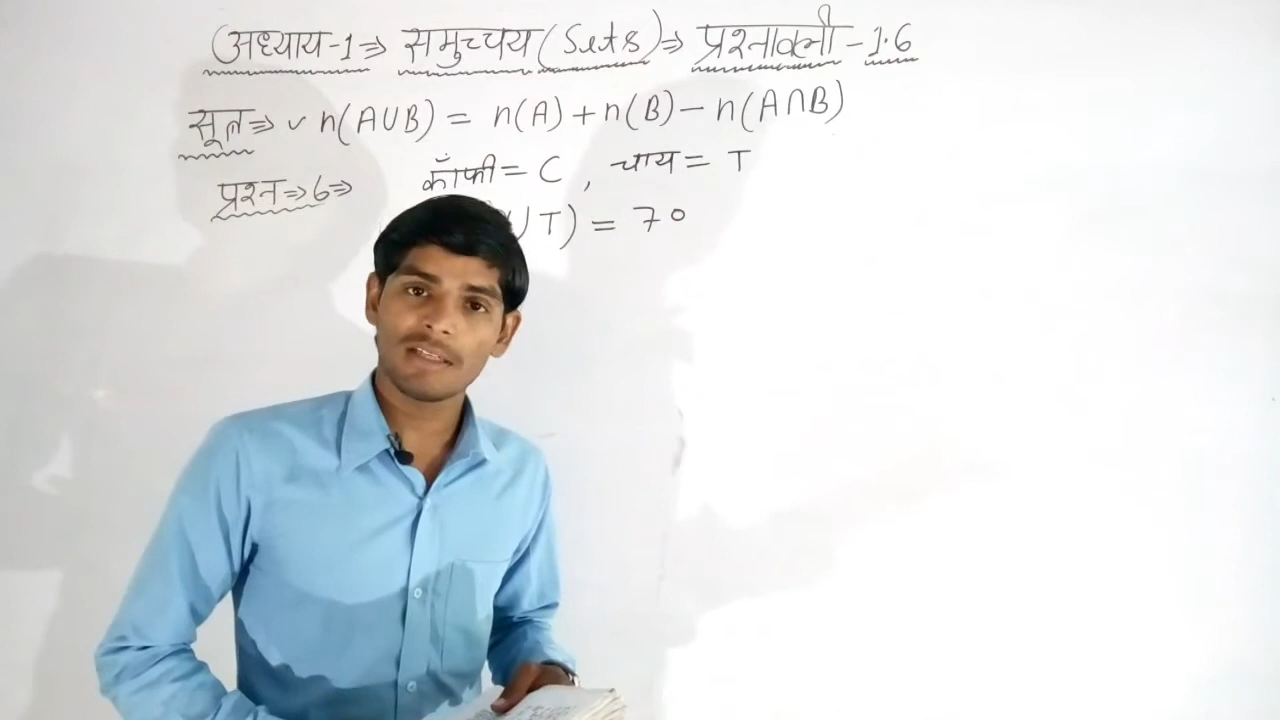 (अध्याय-1⇒ समुच्चय (Sets)⇒ प्रश्नावली-1.6
सूत्र⇒ ✓ n(A∪B) = n(A)+n(B)-n(A∩B)
प्रश्न⇒6⇒ कॉफी = C, चाय = T
∪T) = 70